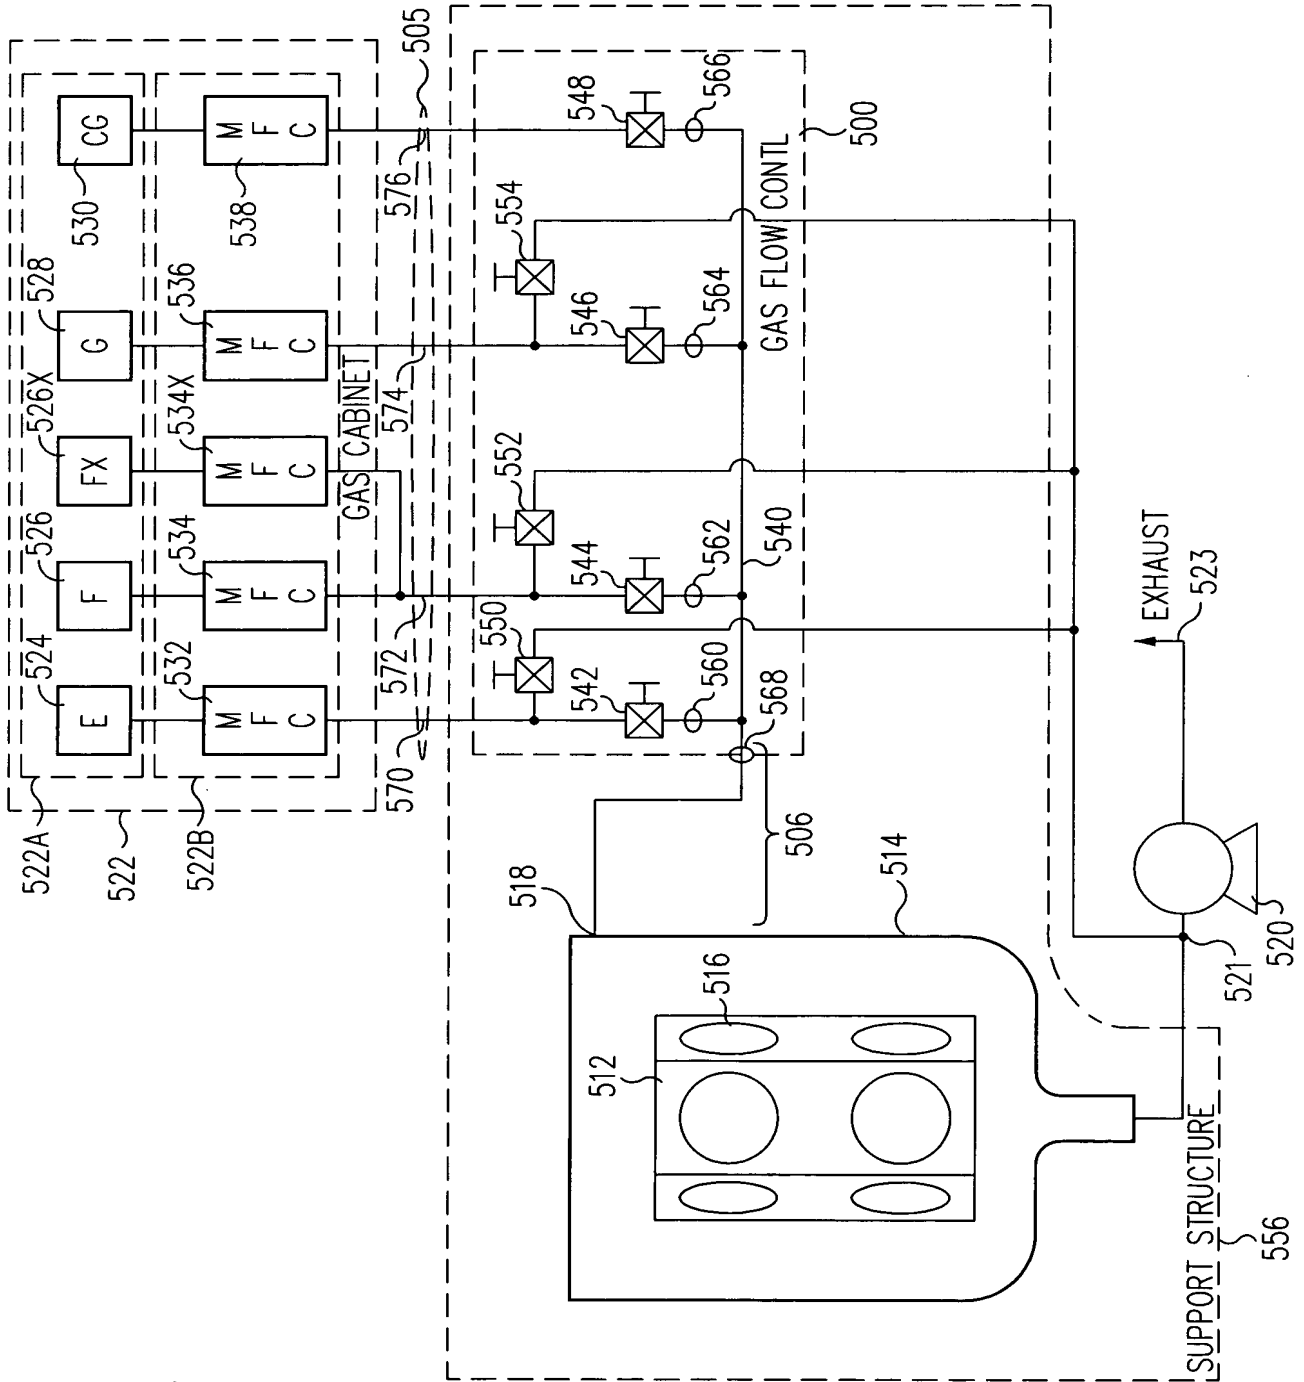 505
530
CG
M F C
538
576
528
G
536
M F C
574
526X
FX
534X
M F C
GAS CABINET
526
F
534
M F C
572
524
E
532
M F C
570
522A
522
522B
548
566
500
GAS FLOW CONTL
554
546
564
552
544
562
540
550
542
560
568
506
518
514
516
512
EXHAUST
523
521
520
SUPPORT STRUCTURE
556